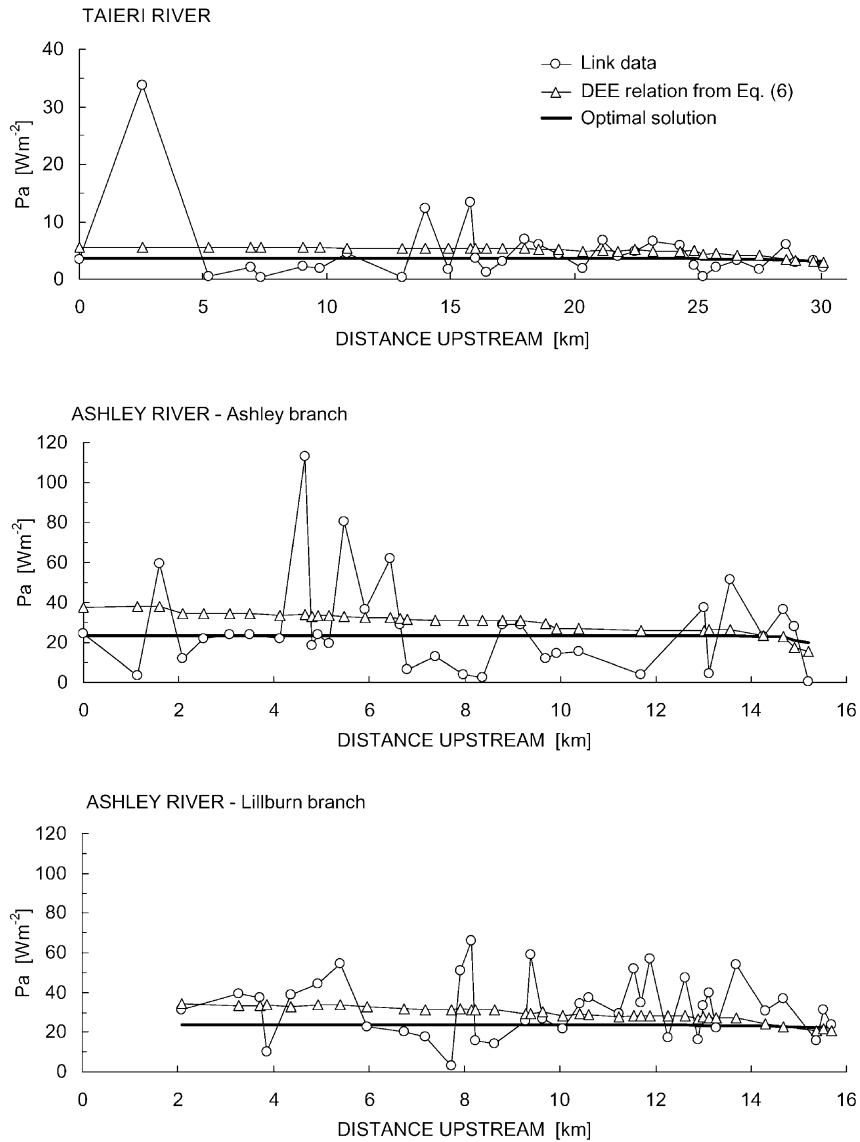 TAIERI RIVER
40
30
20
10
0
Pa [Wm-2]
Link data
DEE relation from Eq. (6)
Optimal solution
0 5 10 15 20 25 30
DISTANCE UPSTREAM [km]
ASHLEY RIVER - Ashley branch
120
100
80
60
40
20
0
Pa [Wm-2]
0 2 4 6 8 10 12 14 16
DISTANCE UPSTREAM [km]
ASHLEY RIVER - Lillburn branch
120
100
80
60
40
20
0
Pa [Wm-2]
0 2 4 6 8 10 12 14 16
DISTANCE UPSTREAM [km]